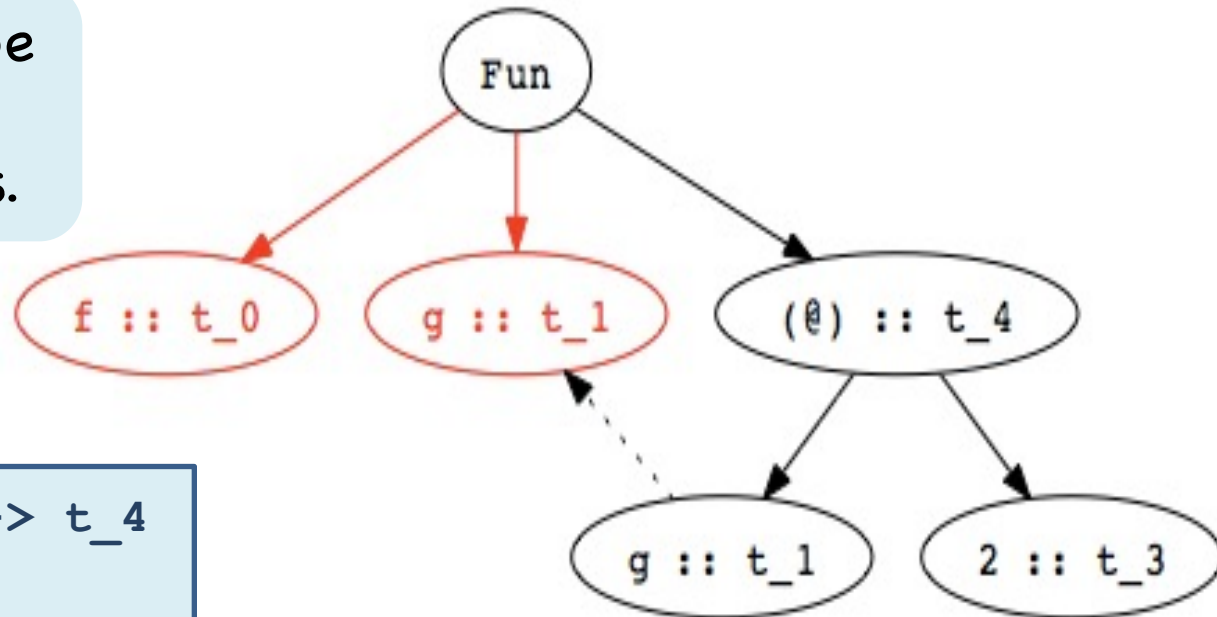 Fun
f :: t_0
g :: t_1
(@) :: t_4
> t_4
g :: t_1
2 :: t_3